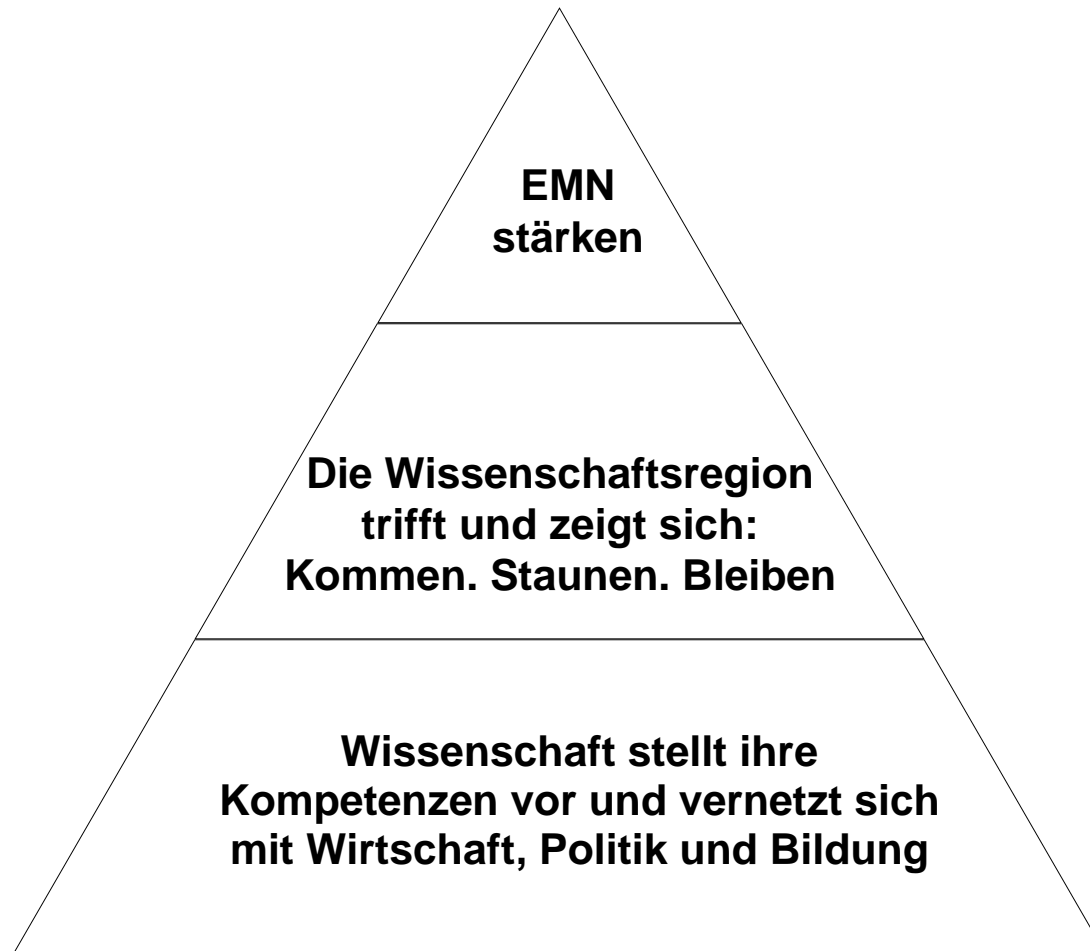 EMN
stärken
Die Wissenschaftsregion
trifft und zeigt sich:
Kommen. Staunen. Bleiben
Wissenschaft stellt ihre
Kompetenzen vor und vernetzt sich
mit Wirtschaft, Politik und Bildung